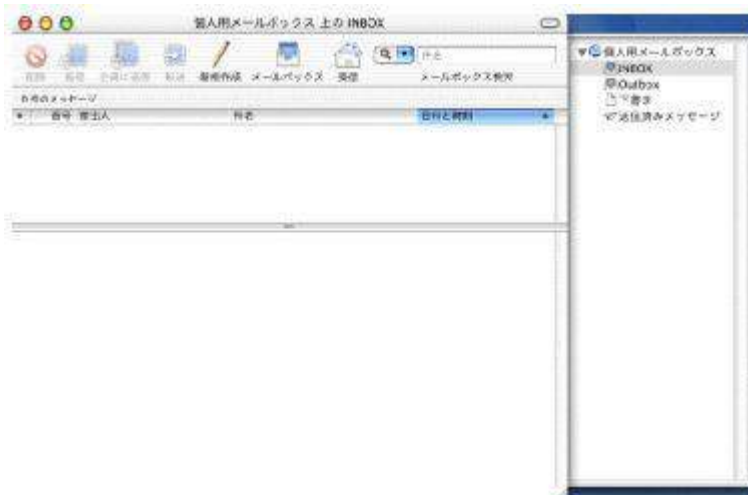 個人用メールボックス 上の INBOX
削除 返信 全員に返信 転送 新規作成 メールボックス 受信 メールボックス検索
件名
0 件のメッセージ
番号 差出人 件名 日付と時刻
個人用メールボックス
INBOX
Outbox
下書き
送信済みメッセージ